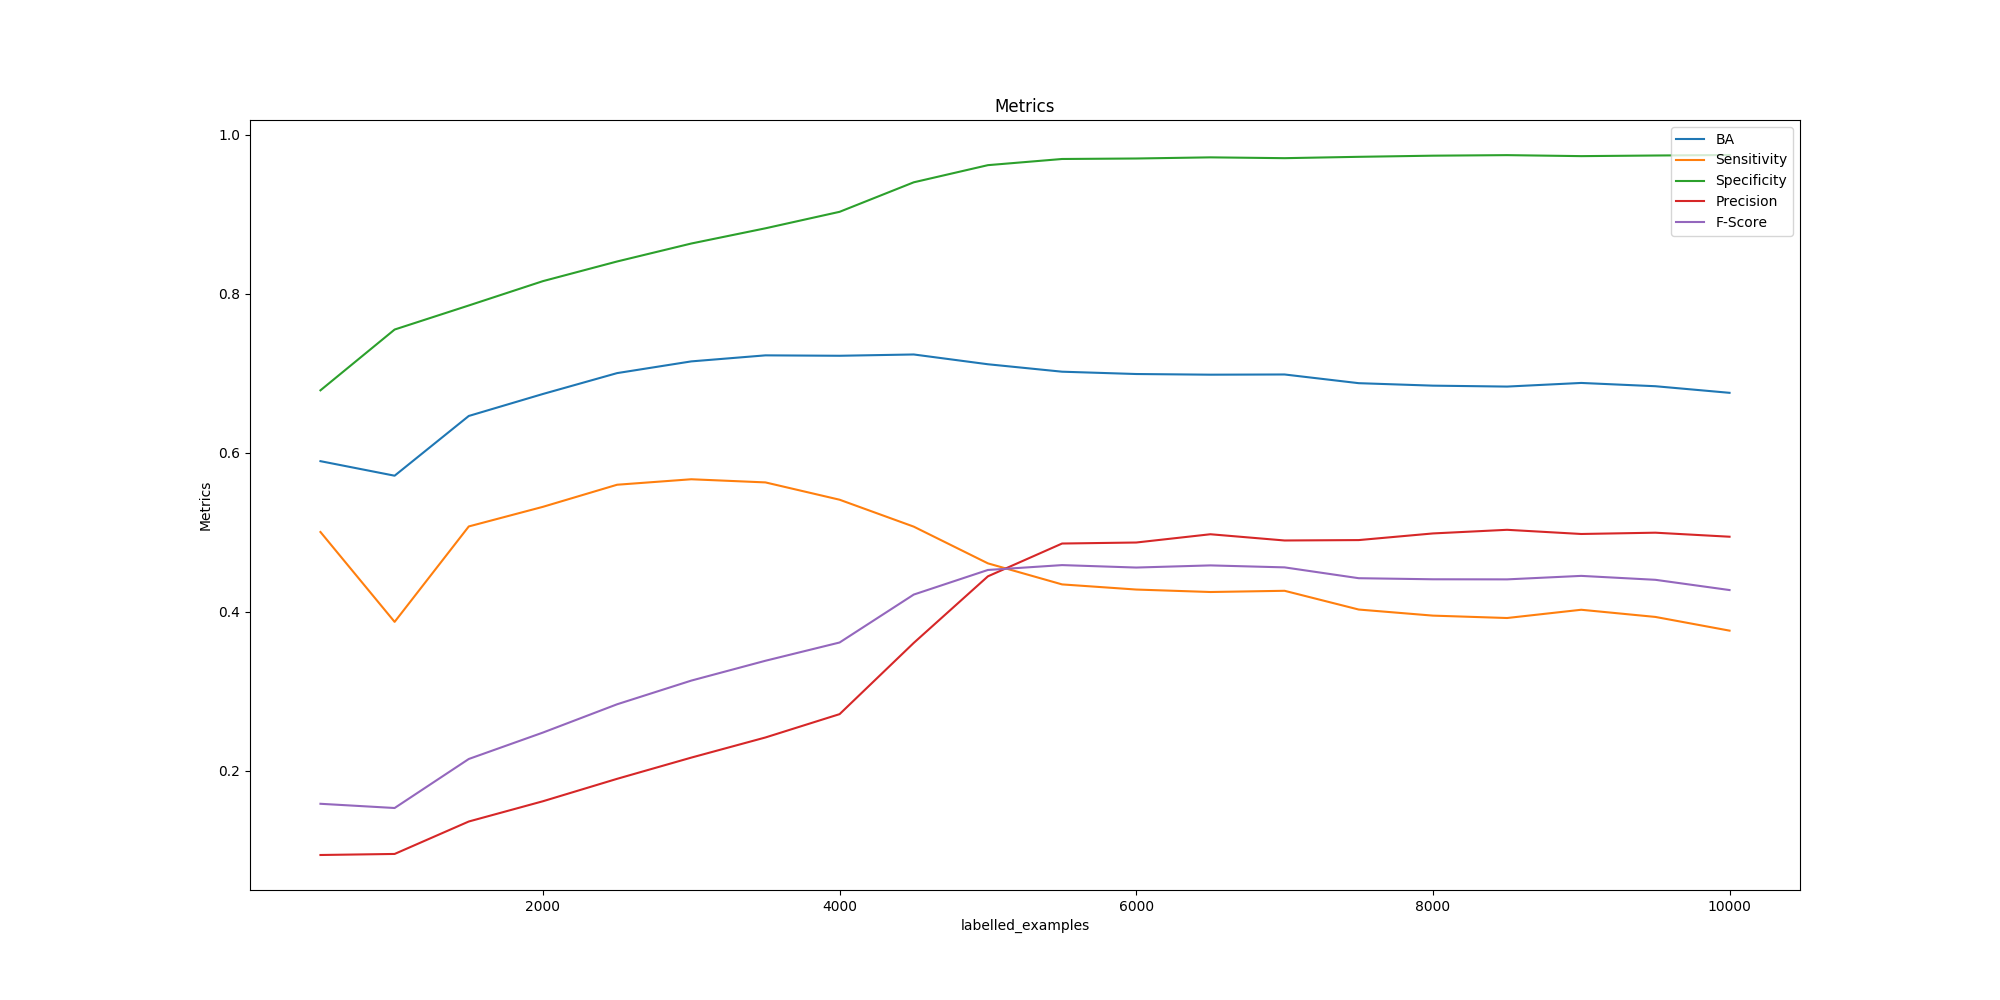 Metrics
1.0
0.8
0.6
0.4
0.2
Metrics
2000
4000
6000
8000
10000
labelled_examples
BA
Sensitivity
Specificity
Precision
F-Score